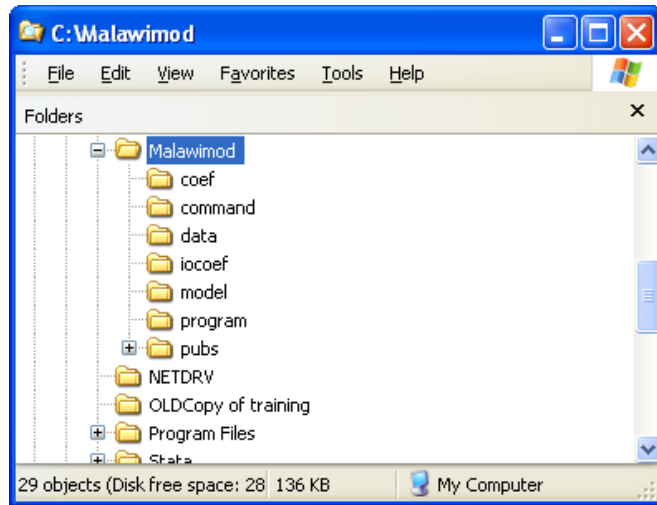 C:\Malawimod
File Edit View Favorites Tools Help
Folders
Malawimod
coef
command
data
iocoef
model
program
pubs
NETDRV
OLDCopy of training
Program Files
Stata
29 objects (Disk free space: 28 136 KB My Computer